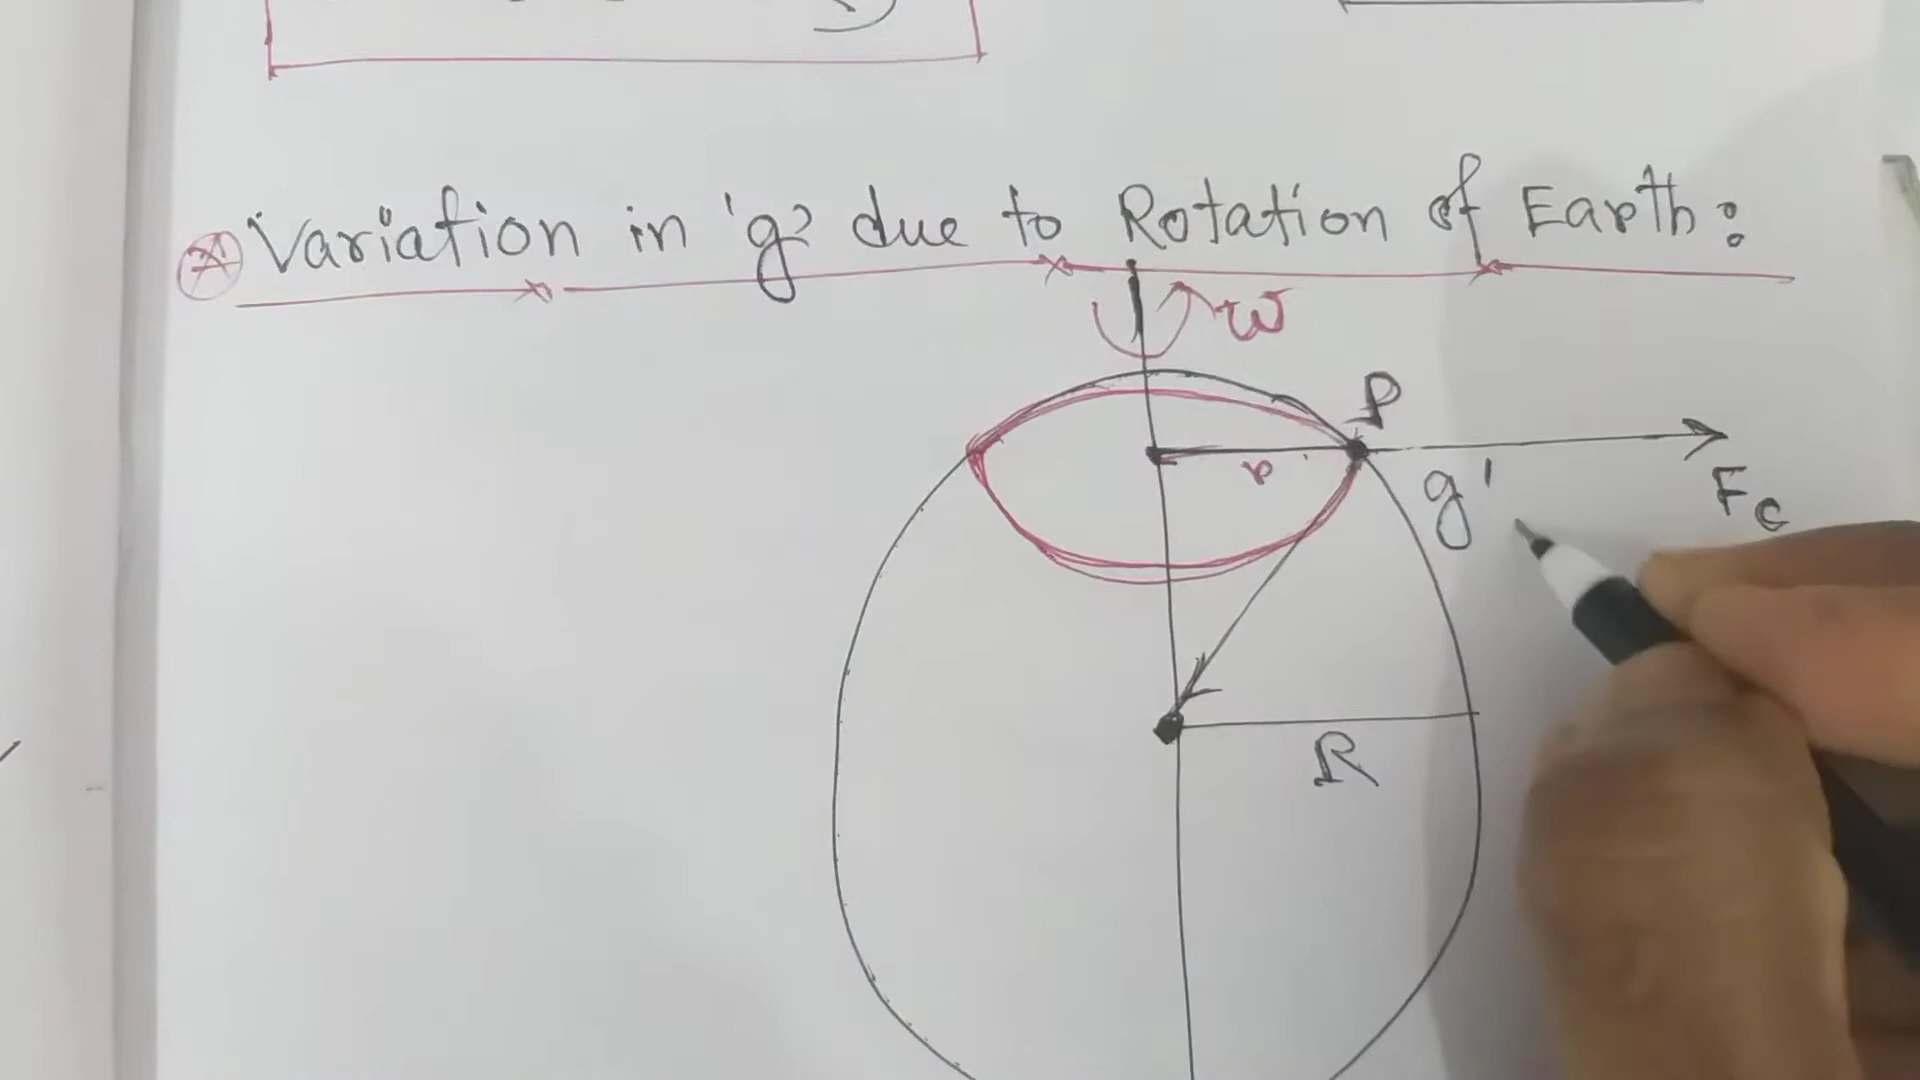 Variation in 'g' due to Rotation of Earth:
ω
P
r
g'
Fc
R